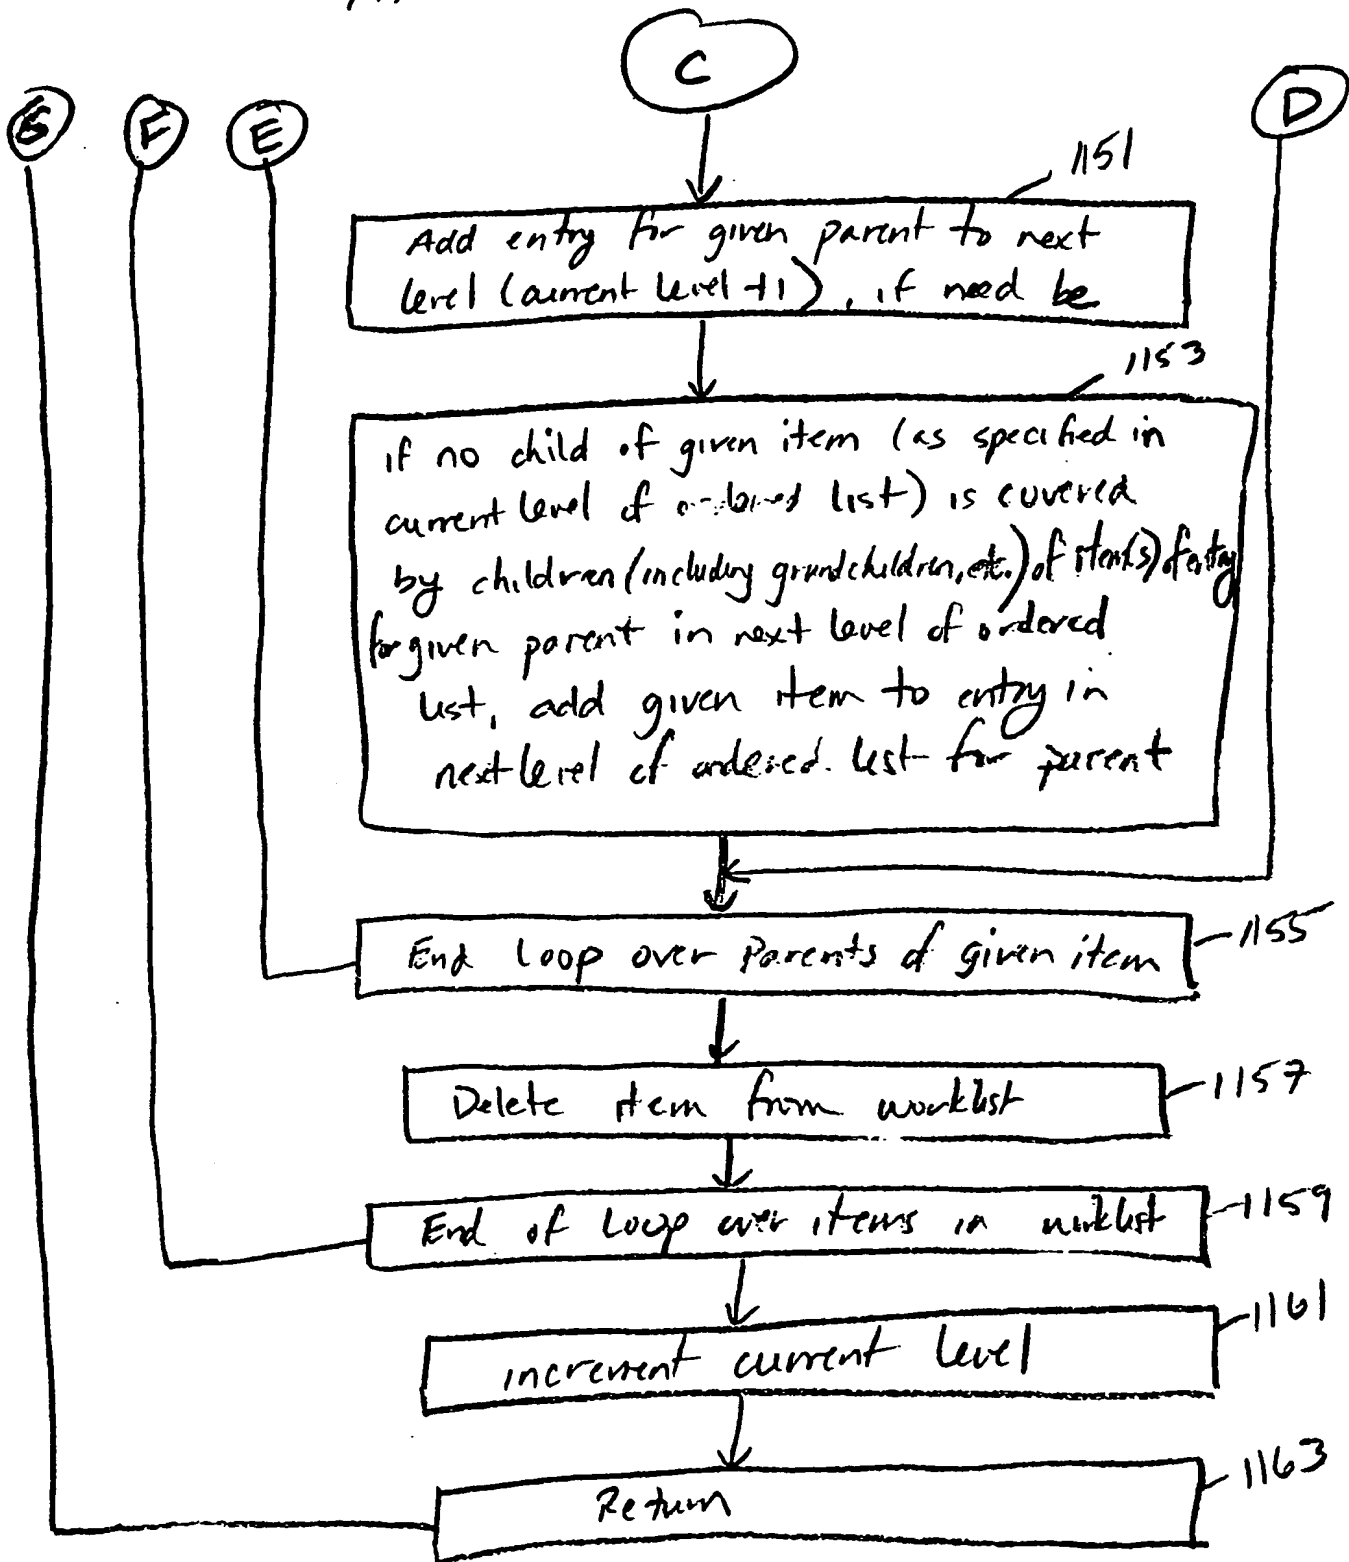 C
G
F
E
D
1151
Add entry for given parent to next
level (current level +1), if need be
1153
if no child of given item (as specified in
current level of ordered list) is covered
by children (including grandchildren, etc.) of item(s) of entry
for given parent in next level of ordered
list, add given item to entry in
next level of ordered. list for parent
End Loop over Parents of given item
1155
Delete item from worklist
1157
End of Loop over items in worklist
1159
increment current level
1161
Return
1163